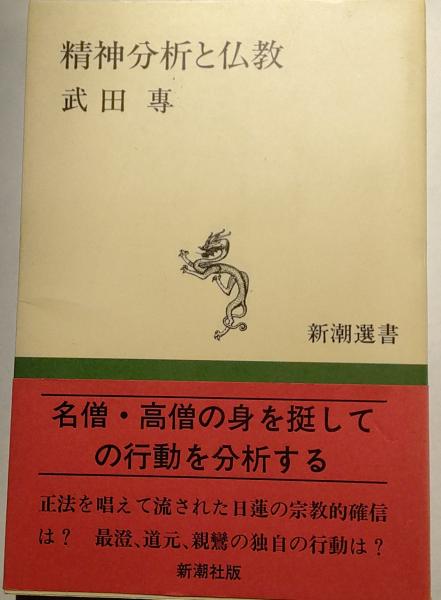 精神分析と仏教
武田 專
新潮選書
名僧・高僧の身を挺して
の行動を分析する
正法を唱えて流された日蓮の宗教的確信
は？ 最澄、道元、親鸞の独自の行動は？
新潮社版